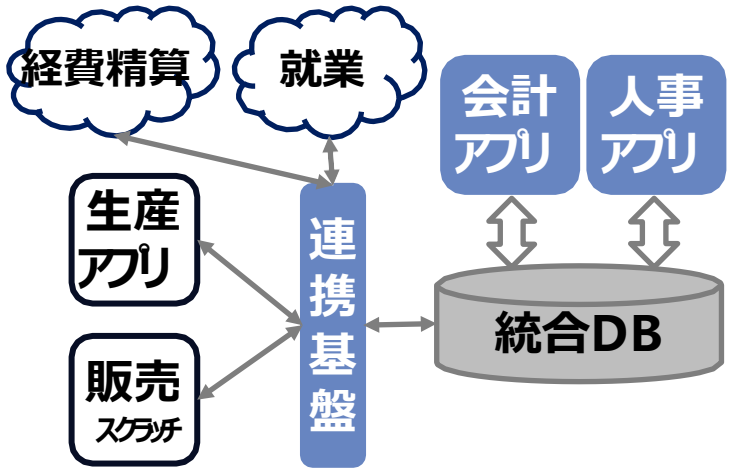 経費精算
就業
会計
アプリ
人事
アプリ
生産
アプリ
連携基盤
統合DB
販売
スクラッチ